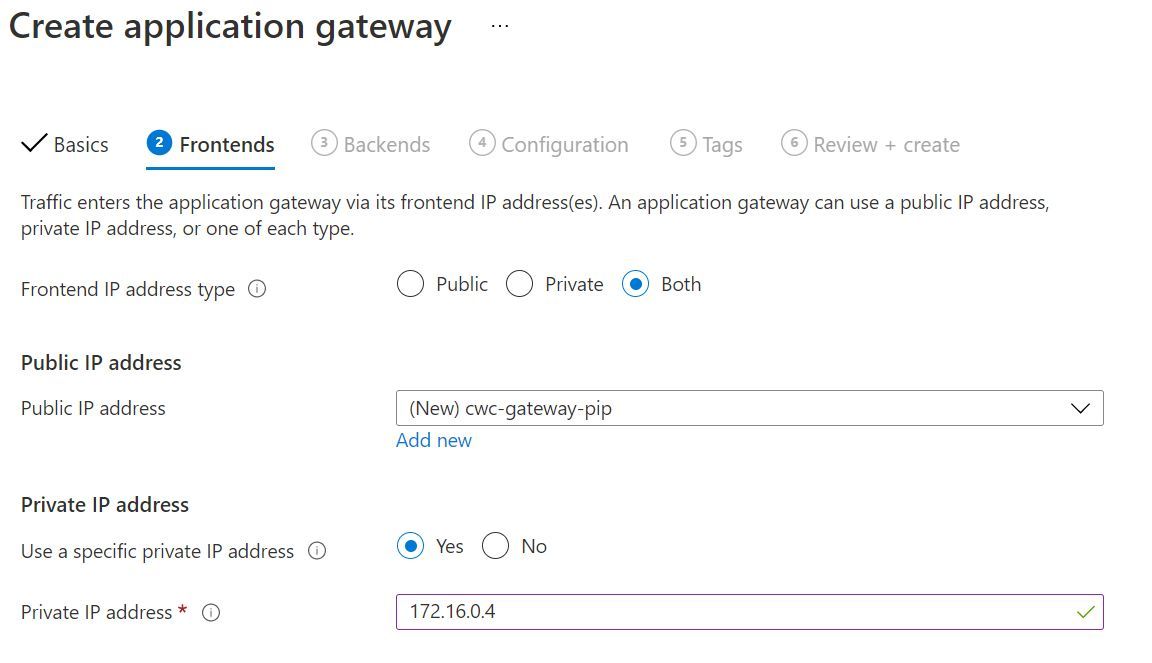 Create application gateway ...
Basics 2 Frontends 3 Backends 4 Configuration 5 Tags 6 Review + create
Traffic enters the application gateway via its frontend IP address(es). An application gateway can use a public IP address,
private IP address, or one of each type.
Frontend IP address type Public Private Both
Public IP address
Public IP address (New) cwc-gateway-pip
Add new
Private IP address
Use a specific private IP address Yes No
Private IP address * 172.16.0.4